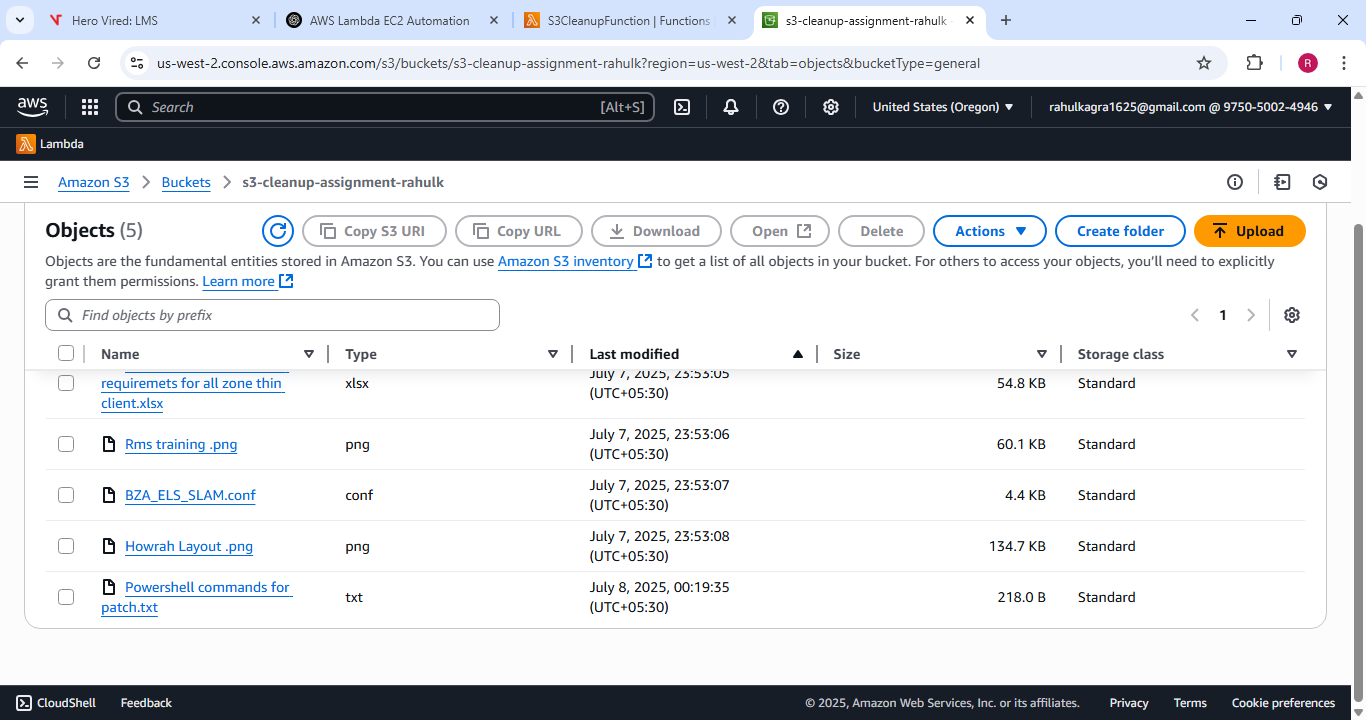 Hero Vired: LMS
AWS Lambda EC2 Automation
S3CleanupFunction | Functions
s3-cleanup-assignment-rahulk
us-west-2.console.aws.amazon.com/s3/buckets/s3-cleanup-assignment-rahulk?region=us-west-2&tab=objects&bucketType=general
R
aws
Search
[Alt+S]
United States (Oregon)
rahulkagra1625@gmail.com @ 9750-5002-4946
Lambda
Amazon S3
Buckets
s3-cleanup-assignment-rahulk
Objects (5)
Copy S3 URI
Copy URL
Download
Open
Delete
Actions
Create folder
Upload
Objects are the fundamental entities stored in Amazon S3. You can use Amazon S3 inventory to get a list of all objects in your bucket. For others to access your objects, you’ll need to explicitly
grant them permissions. Learn more
Find objects by prefix
1
Name
Type
Last modified
Size
Storage class
requiremets for all zone thin
client.xlsx
xlsx
July 7, 2025, 23:53:05
(UTC+05:30)
54.8 KB
Standard
Rms training .png
png
July 7, 2025, 23:53:06
(UTC+05:30)
60.1 KB
Standard
BZA_ELS_SLAM.conf
conf
July 7, 2025, 23:53:07
(UTC+05:30)
4.4 KB
Standard
Howrah Layout .png
png
July 7, 2025, 23:53:08
(UTC+05:30)
134.7 KB
Standard
Powershell commands for
patch.txt
txt
July 8, 2025, 00:19:35
(UTC+05:30)
218.0 B
Standard
CloudShell
Feedback
© 2025, Amazon Web Services, Inc. or its affiliates.
Privacy
Terms
Cookie preferences